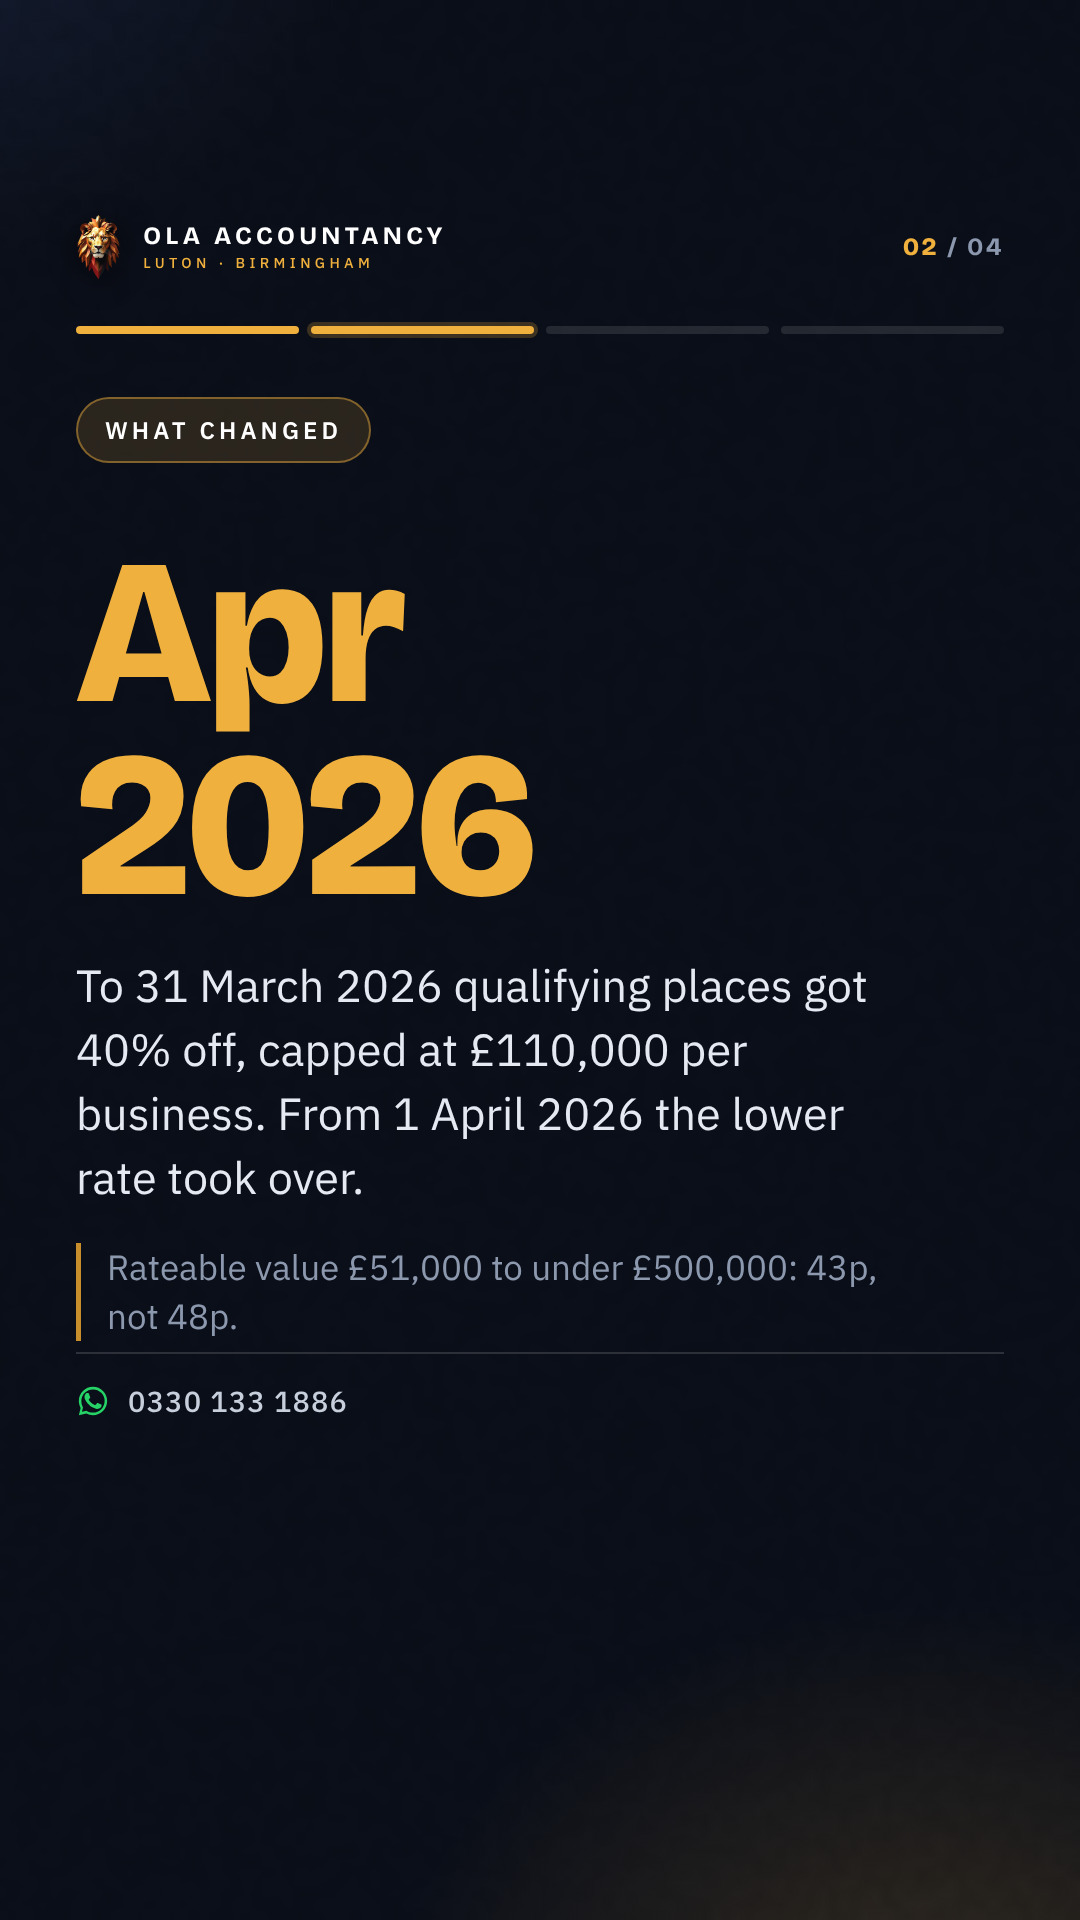 OLA ACCOUNTANCY
LUTON · BIRMINGHAM
02 / 04
WHAT CHANGED
Apr
2026
To 31 March 2026 qualifying places got
40% off, capped at £110,000 per
business. From 1 April 2026 the lower
rate took over.
Rateable value £51,000 to under £500,000: 43p,
not 48p.
0330 133 1886